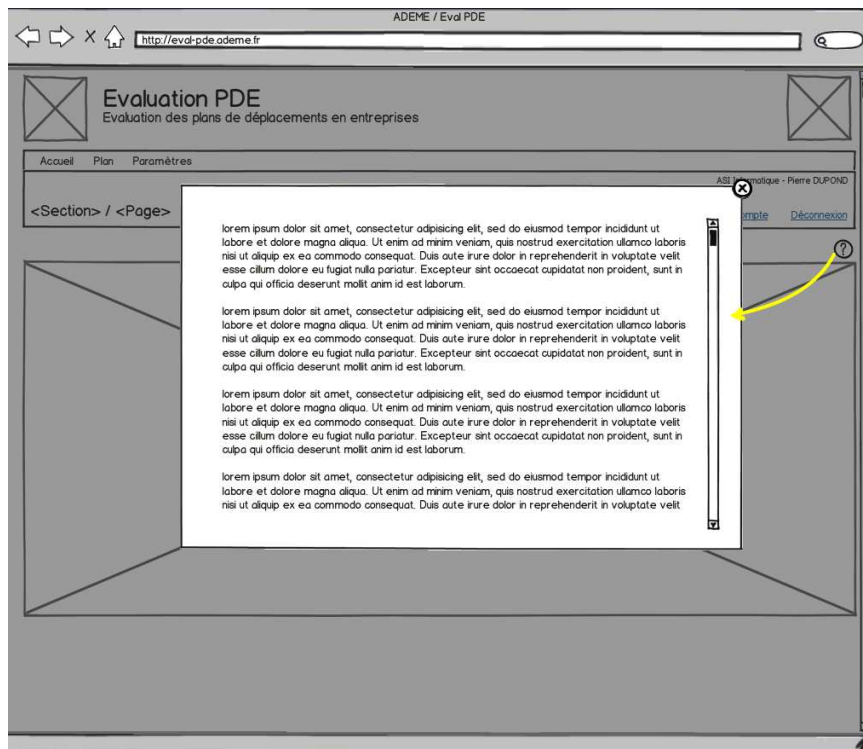 ADEME / Eval PDE
http://eval-pde.ademe.fr
Evaluation PDE
Evaluation des plans de déplacements en entreprises
Accueil Plan Paramètres
ASI - Pierre DUPOND
<Section> / <Page>
Déconnexion
?
lorem ipsum dolor sit amet, consectetur adipisicing elit, sed do eiusmod tempor incididunt ut
labore et dolore magna aliqua. Ut enim ad minim veniam, quis nostrud exercitation ullamco laboris
nisi ut aliquip ex ea commodo consequat. Duis aute irure dolor in reprehenderit in voluptate velit
esse cillum dolore eu fugiat nulla pariatur. Excepteur sint occaecat cupidatat non proident, sunt in
culpa qui officia deserunt mollit anim id est laborum.
lorem ipsum dolor sit amet, consectetur adipisicing elit, sed do eiusmod tempor incididunt ut
labore et dolore magna aliqua. Ut enim ad minim veniam, quis nostrud exercitation ullamco laboris
nisi ut aliquip ex ea commodo consequat. Duis aute irure dolor in reprehenderit in voluptate velit
esse cillum dolore eu fugiat nulla pariatur. Excepteur sint occaecat cupidatat non proident, sunt in
culpa qui officia deserunt mollit anim id est laborum.
lorem ipsum dolor sit amet, consectetur adipisicing elit, sed do eiusmod tempor incididunt ut
labore et dolore magna aliqua. Ut enim ad minim veniam, quis nostrud exercitation ullamco laboris
nisi ut aliquip ex ea commodo consequat. Duis aute irure dolor in reprehenderit in voluptate velit
esse cillum dolore eu fugiat nulla pariatur. Excepteur sint occaecat cupidatat non proident, sunt in
culpa qui officia deserunt mollit anim id est laborum.
lorem ipsum dolor sit amet, consectetur adipisicing elit, sed do eiusmod tempor incididunt ut
labore et dolore magna aliqua. Ut enim ad minim veniam, quis nostrud exercitation ullamco laboris
nisi ut aliquip ex ea commodo consequat. Duis aute irure dolor in reprehenderit in voluptate velit